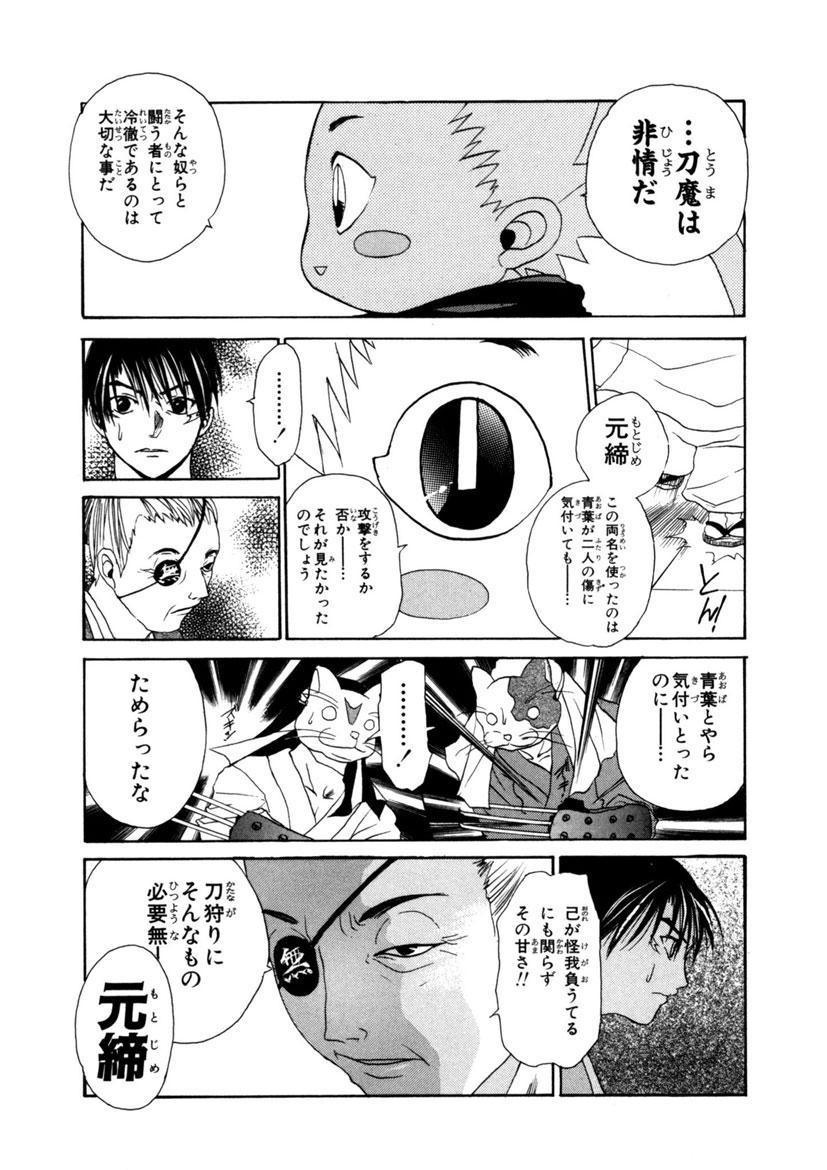 …刀魔は
非情だ
そんな奴らと
闘う者にとって
冷徹であるのは
大切な事だ
元締
この両名を使ったのは
青葉が二人の傷に
気付いても――…
とん!
攻撃をするか
否か――…
それが見たかった
のでしょう
………!
青葉とやら
気付いとった
のに――…
………!
ズキン
ためらったな
己が怪我負うてる
にも関らず
その甘さ!!
無
刀狩りに
そんなもの
必要無―
元締